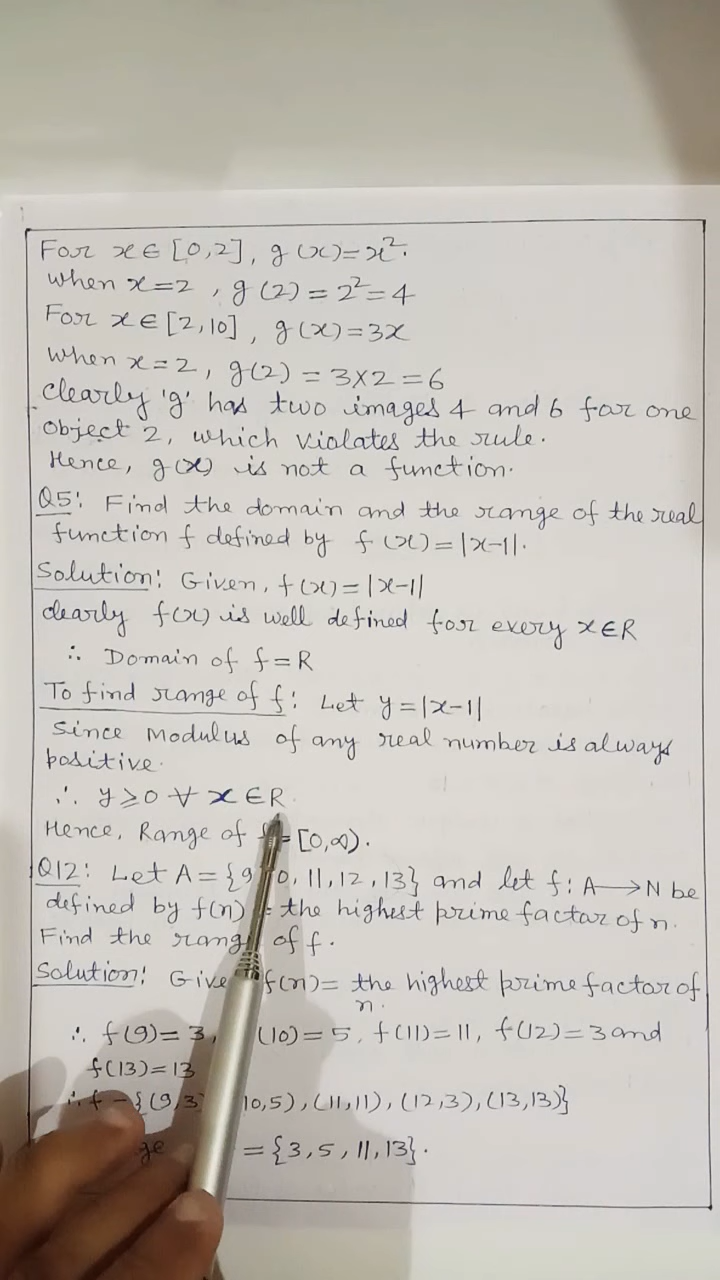 For x ∈ [0,2], g(x)=x².
When x=2, g(2)=2²=4
For x ∈ [2,10], g(x)=3x
When x=2, g(2)=3×2=6
Clearly 'g' has two images 4 and 6 for one
object 2, which violates the rule.
Hence, g(x) is not a function.
Q5: Find the domain and the range of the real
function f defined by f(x)=|x-1|.
Solution: Given, f(x)=|x-1|
clearly f(x) is well defined for every x∈R
∴ Domain of f=R
To find range of f: Let y=|x-1|
Since Modulus of any real number is always
positive.
∴ y≥0 ∀ x∈R.
Hence, Range of =[0,∞).
Q12: Let A={9 0, 11, 12, 13} and let f: A→N be
defined by f(n) = the highest prime factor of n.
Find the range of f.
Solution: Given f(n)= the highest prime factor of
n.
∴ f(9)=3, (10)=5, f(11)=11, f(12)=3 and
f(13)=13
∴ f={(9,3) 10,5), (11,11), (12,3), (13,13)}
={3,5,11,13}.